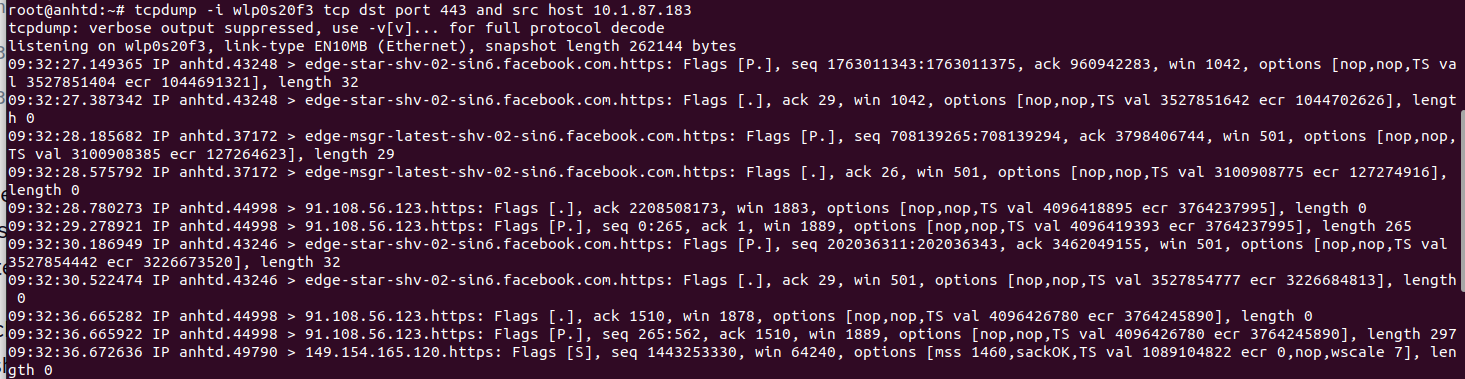 root@anhtd:~# tcpdump -i wlp0s20f3 tcp dst port 443 and src host 10.1.87.183
tcpdump: verbose output suppressed, use -v[v]... for full protocol decode
listening on wlp0s20f3, link-type EN10MB (Ethernet), snapshot length 262144 bytes
09:32:27.149365 IP anhtd.43248 > edge-star-shv-02-sin6.facebook.com.https: Flags [P.], seq 1763011343:1763011375, ack 960942283, win 1042, options [nop,nop,TS va
l 3527851404 ecr 1044691321], length 32
09:32:27.387342 IP anhtd.43248 > edge-star-shv-02-sin6.facebook.com.https: Flags [.], ack 29, win 1042, options [nop,nop,TS val 3527851642 ecr 1044702626], lengt
h 0
09:32:28.185682 IP anhtd.37172 > edge-msgr-latest-shv-02-sin6.facebook.com.https: Flags [P.], seq 708139265:708139294, ack 3798406744, win 501, options [nop,nop,
TS val 3100908385 ecr 127264623], length 29
09:32:28.575792 IP anhtd.37172 > edge-msgr-latest-shv-02-sin6.facebook.com.https: Flags [.], ack 26, win 501, options [nop,nop,TS val 3100908775 ecr 127274916],
length 0
09:32:28.780273 IP anhtd.44998 > 91.108.56.123.https: Flags [.], ack 2208508173, win 1883, options [nop,nop,TS val 4096418895 ecr 3764237995], length 0
09:32:29.278921 IP anhtd.44998 > 91.108.56.123.https: Flags [P.], seq 0:265, ack 1, win 1889, options [nop,nop,TS val 4096419393 ecr 3764237995], length 265
09:32:30.186949 IP anhtd.43246 > edge-star-shv-02-sin6.facebook.com.https: Flags [P.], seq 202036311:202036343, ack 3462049155, win 501, options [nop,nop,TS val
3527854442 ecr 3226673520], length 32
09:32:30.522474 IP anhtd.43246 > edge-star-shv-02-sin6.facebook.com.https: Flags [.], ack 29, win 501, options [nop,nop,TS val 3527854777 ecr 3226684813], length
0
09:32:36.665282 IP anhtd.44998 > 91.108.56.123.https: Flags [.], ack 1510, win 1878, options [nop,nop,TS val 4096426780 ecr 3764245890], length 0
09:32:36.665922 IP anhtd.44998 > 91.108.56.123.https: Flags [P.], seq 265:562, ack 1510, win 1889, options [nop,nop,TS val 4096426780 ecr 3764245890], length 297
09:32:36.672636 IP anhtd.49790 > 149.154.165.120.https: Flags [S], seq 1443253330, win 64240, options [mss 1460,sackOK,TS val 1089104822 ecr 0,nop,wscale 7], len
gth 0